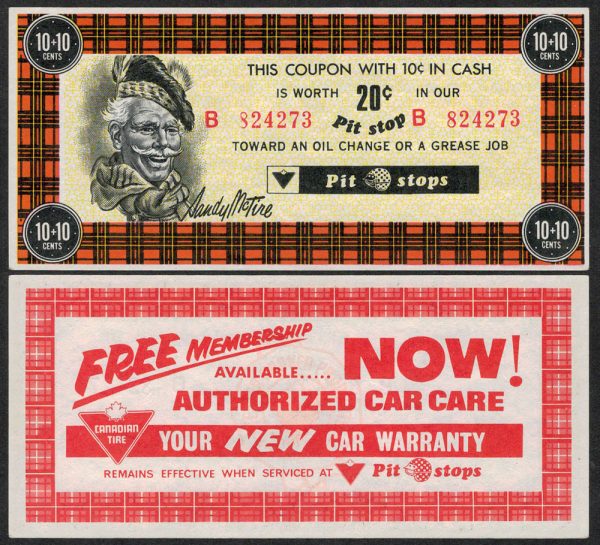 10+10 CENTS
10+10 CENTS
THIS COUPON WITH 10¢ IN CASH
IS WORTH 20¢ IN OUR
B 824273 Pit stop B 824273
TOWARD AN OIL CHANGE OR A GREASE JOB
Pit stops
Sandy McTire
10+10 CENTS
10+10 CENTS
FREE MEMBERSHIP
AVAILABLE..... NOW!
AUTHORIZED CAR CARE
CANADIAN TIRE
YOUR NEW CAR WARRANTY
REMAINS EFFECTIVE WHEN SERVICED AT Pit stops